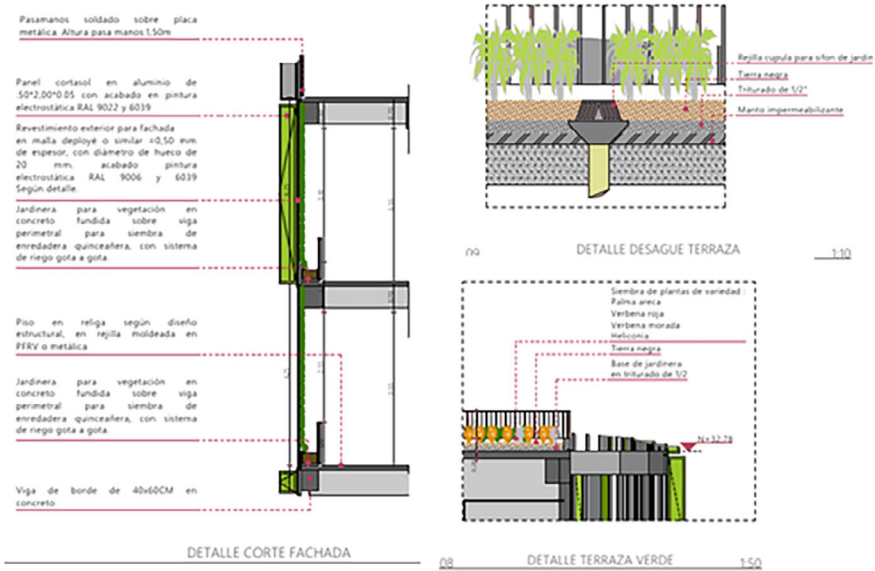 Pasamanos soldado sobre placa
metálica. Altura pasa manos 1,50m
Panel cortasol en aluminio de
.50*2,00*0.05 con acabado en pintura
electrostática RAL 9022 y 6039
Revestimiento exterior para fachada
en malla deployé o similar =0,50 mm
de espesor, con diámetro de hueco de
20 mm. acabado pintura
electrostática RAL 9006 y 6039
Según detalle.
Jardinera para vegetación en
concreto fundida sobre viga
perimetral para siembra de
enredadera quinceañera, con sistema
de riego gota a gota.
Piso en religa según diseño
estructural, en rejilla moldeada en
PFRV o metálica
Jardinera para vegetación en
concreto fundida sobre viga
perimetral para siembra de
enredadera quinceañera, con sistema
de riego gota a gota.
Viga de borde de 40x60CM en
concreto
DETALLE CORTE FACHADA
Rejilla cupula para sifon de jardin
Tierra negra
Triturado de 1/2"
Manto impermeabilizante
09 DETALLE DESAGUE TERRAZA 1:10
Siembra de plantas de variedad :
Palma areca
Verbena roja
Verbena morada
Heliconia
Tierra negra
Base de jardinera
en triturado de 1/2
N+32.78
08 DETALLE TERRAZA VERDE 1:50